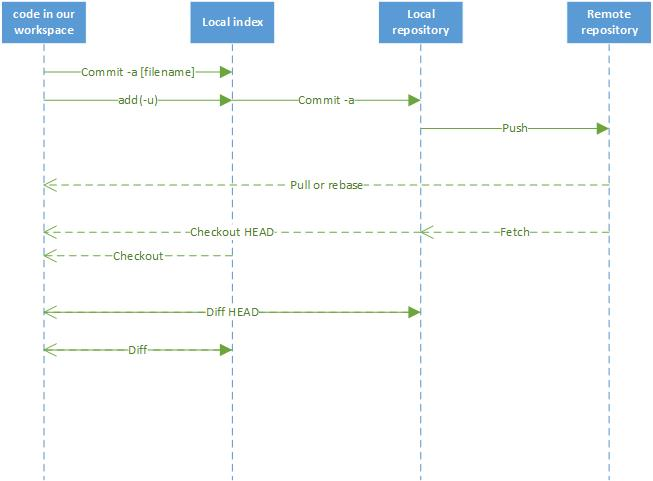 code in our
workspace
Local index
Local
repository
Remote
repository
Commit -a [filename]
add(-u)
Commit -a
Push
Pull or rebase
Checkout HEAD
Fetch
Checkout
Diff HEAD
Diff